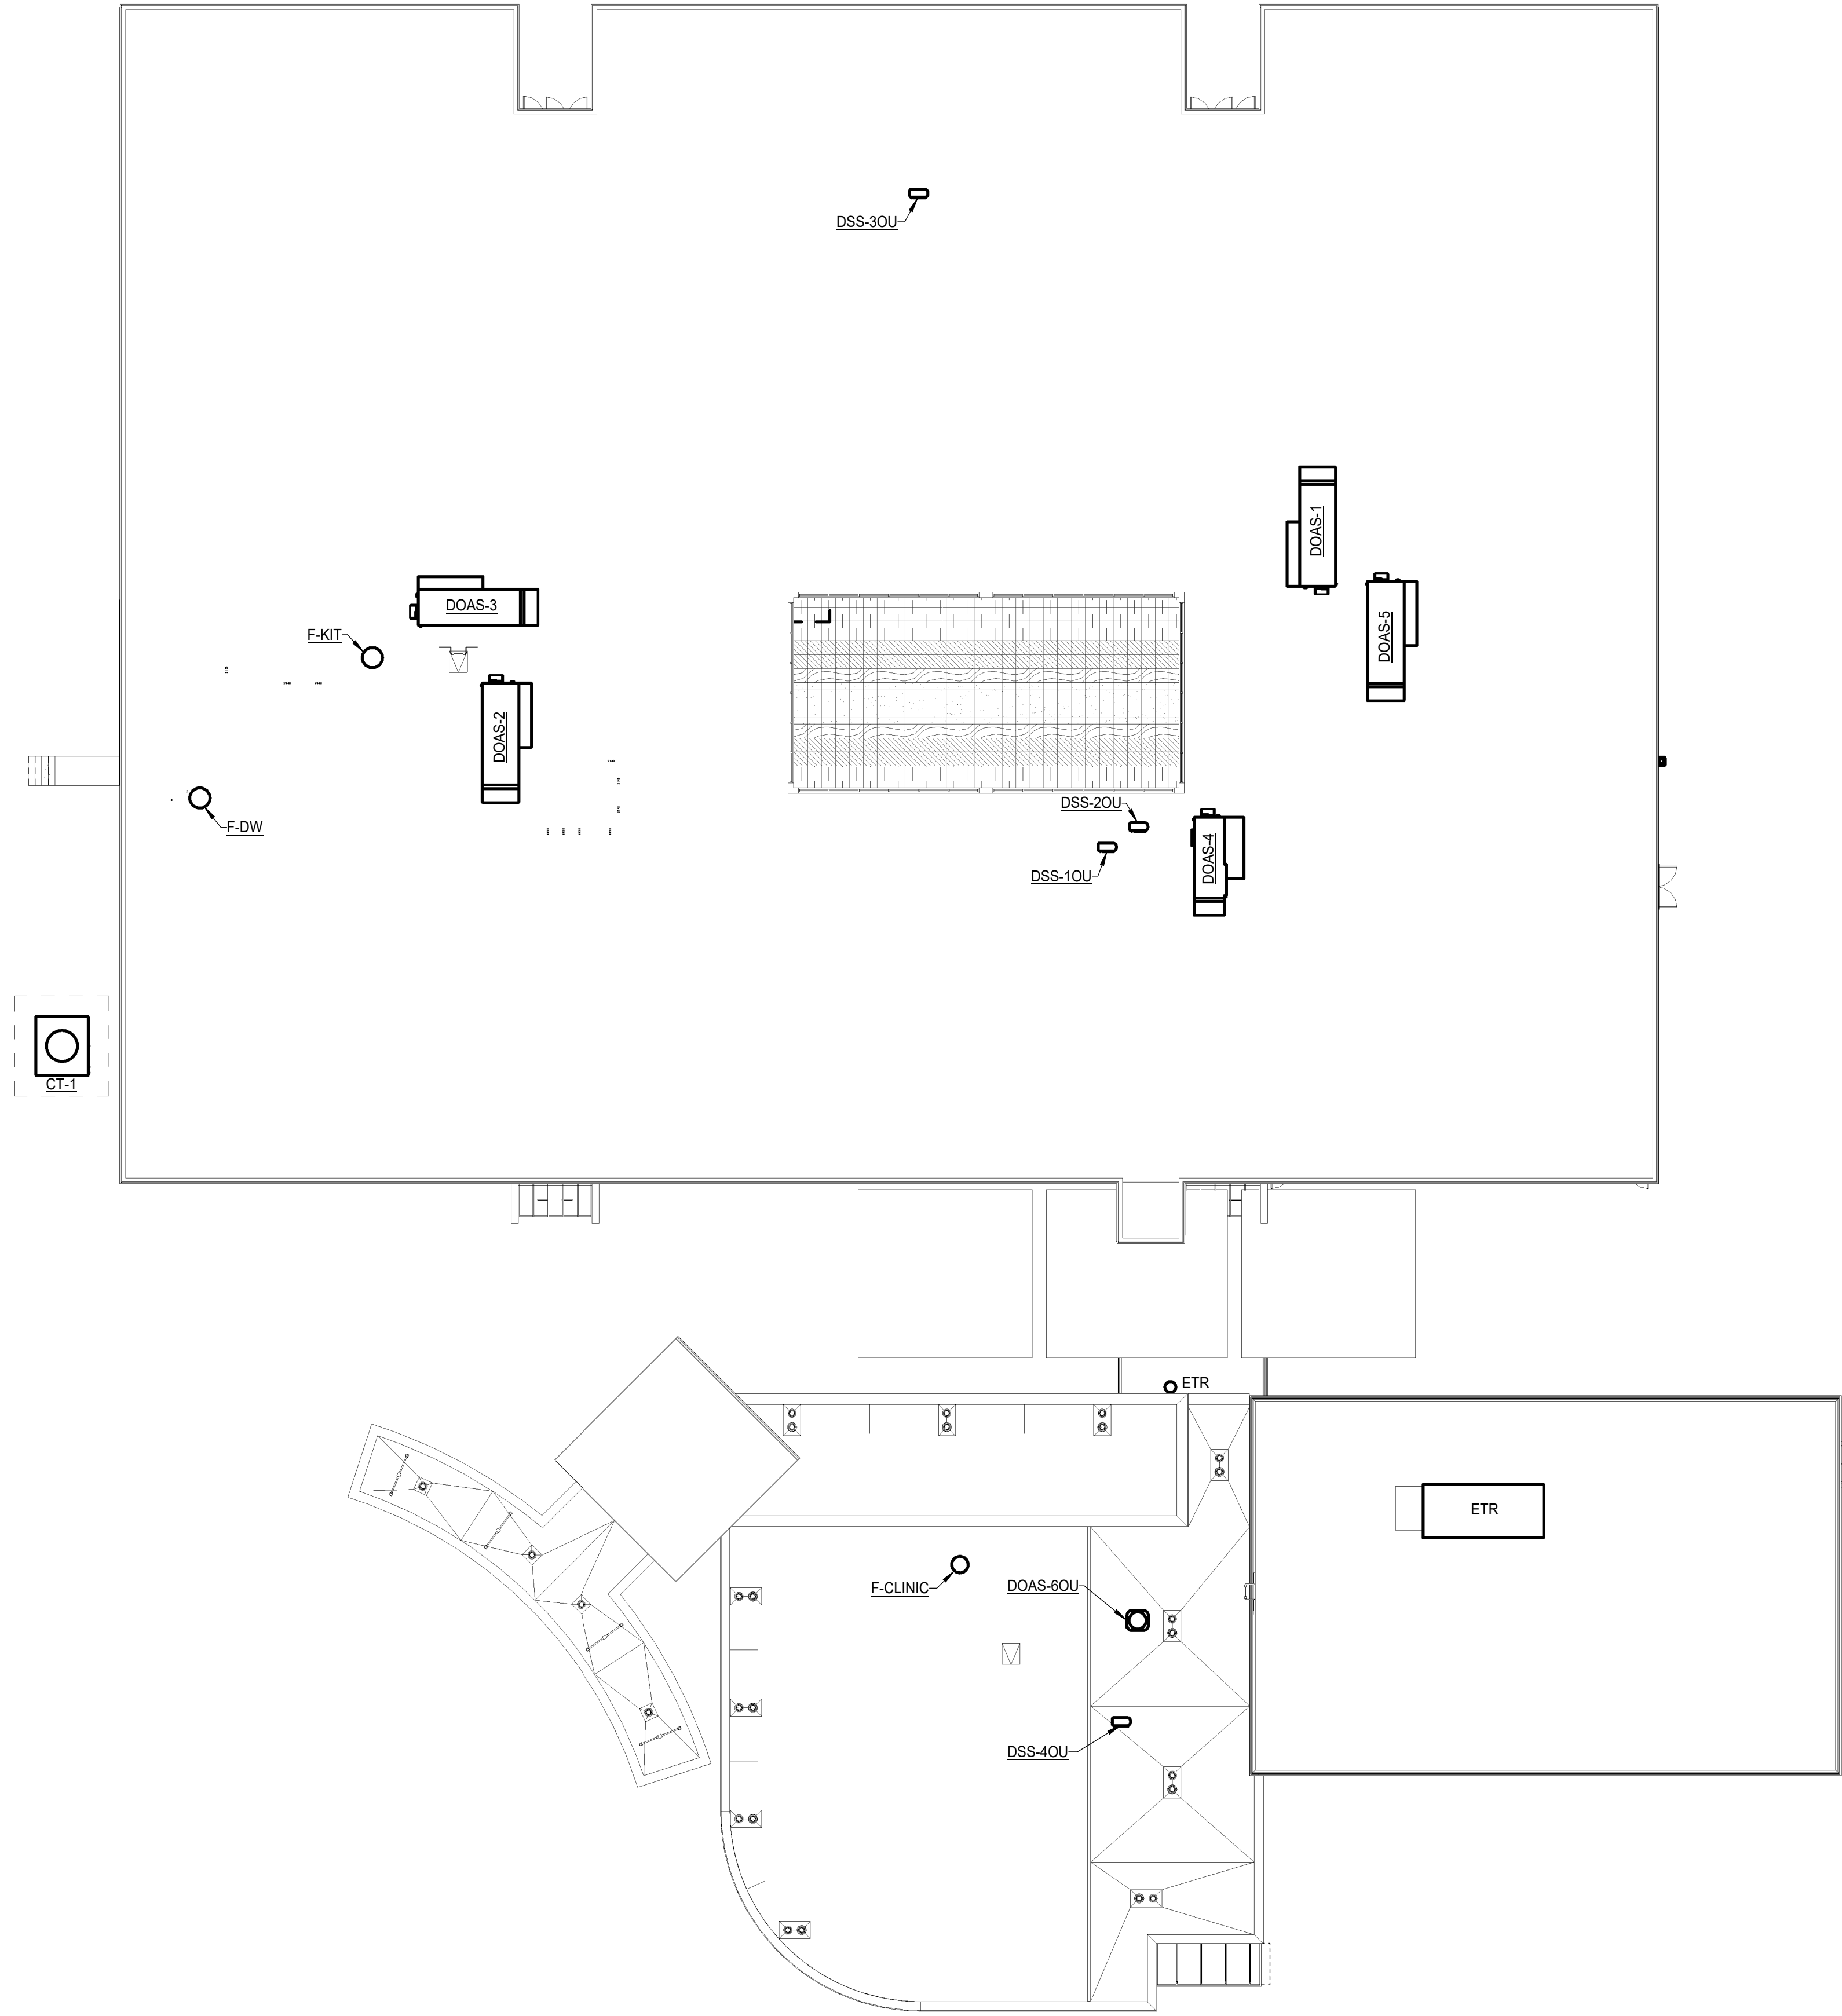 DSS-3OU
DOAS-1
DOAS-3
DOAS-5
F-KIT
DOAS-2
DSS-2OU
F-DW
DOAS-4
DSS-1OU
CT-1
ETR
ETR
F-CLINIC
DOAS-6OU
DSS-4OU